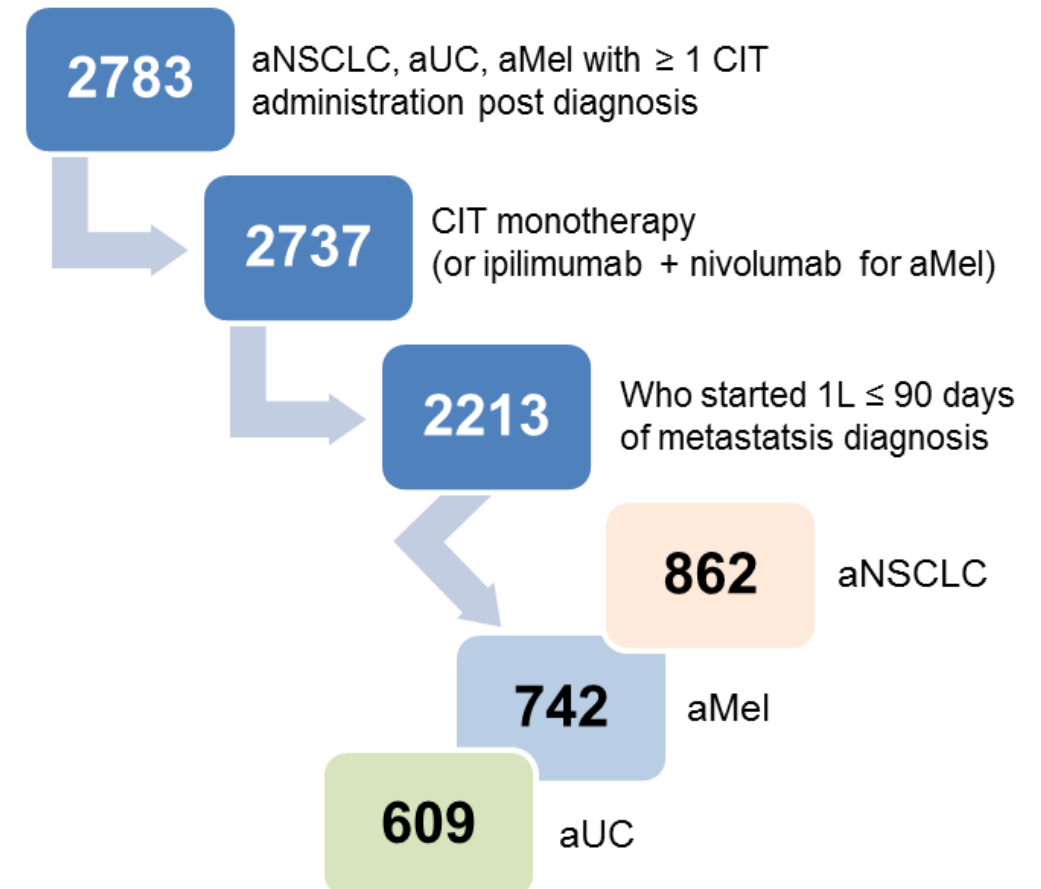 2783
aNSCLC, aUC, aMel with ≥ 1 CIT
administration post diagnosis
2737
CIT monotherapy
(or ipilimumab + nivolumab for aMel)
2213
Who started 1L ≤ 90 days
of metastatsis diagnosis
862
aNSCLC
742
aMel
609
aUC